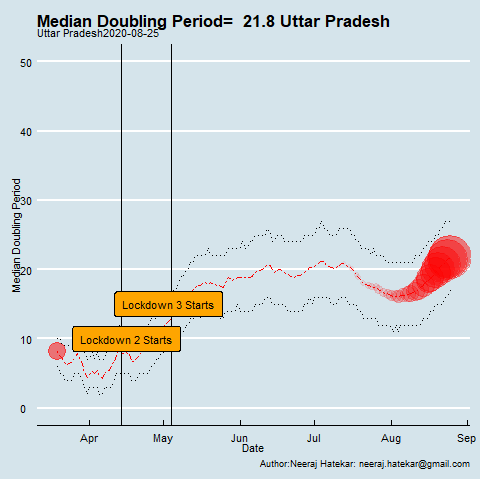 Median Doubling Period=  21.8 Uttar Pradesh
Uttar Pradesh2020-08-25
Median Doubling Period
50
40
30
20
10
0
Lockdown 3 Starts
Lockdown 2 Starts
Apr May Jun Jul Aug Sep
Date
Author:Neeraj Hatekar: neeraj.hatekar@gmail.com